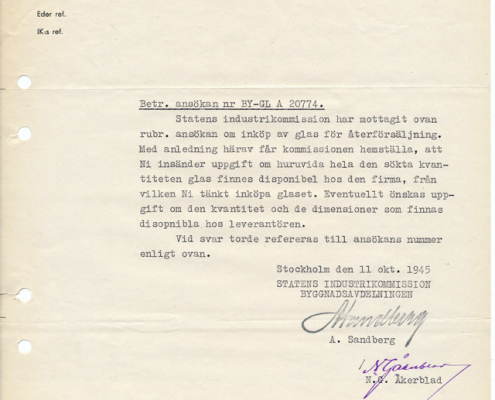 Eder ref.
IK:s ref.
Betr. ansökan nr BY-GL A 20774.
Statens industrikommission har mottagit ovan
rubr. ansökan om inköp av glas för återförsäljning.
Med anledning härav får kommissionen hemställa, att
Ni insänder uppgift om huruvida hela den sökta kvan-
titeten glas finnes disponibel hos den firma, från
vilken Ni tänkt inköpa glaset. Eventuellt önskas upp-
gift om den kvantitet och de dimensioner som finnas
disopnibla hos leverantören.
Vid svar torde refereras till ansökans nummer
enligt ovan.
Stockholm den 11 okt. 1945
STATENS INDUSTRIKOMMISSION
BYGGNADSAVDELNINGEN
A Sandberg
A. Sandberg
N.G. Åkerblad